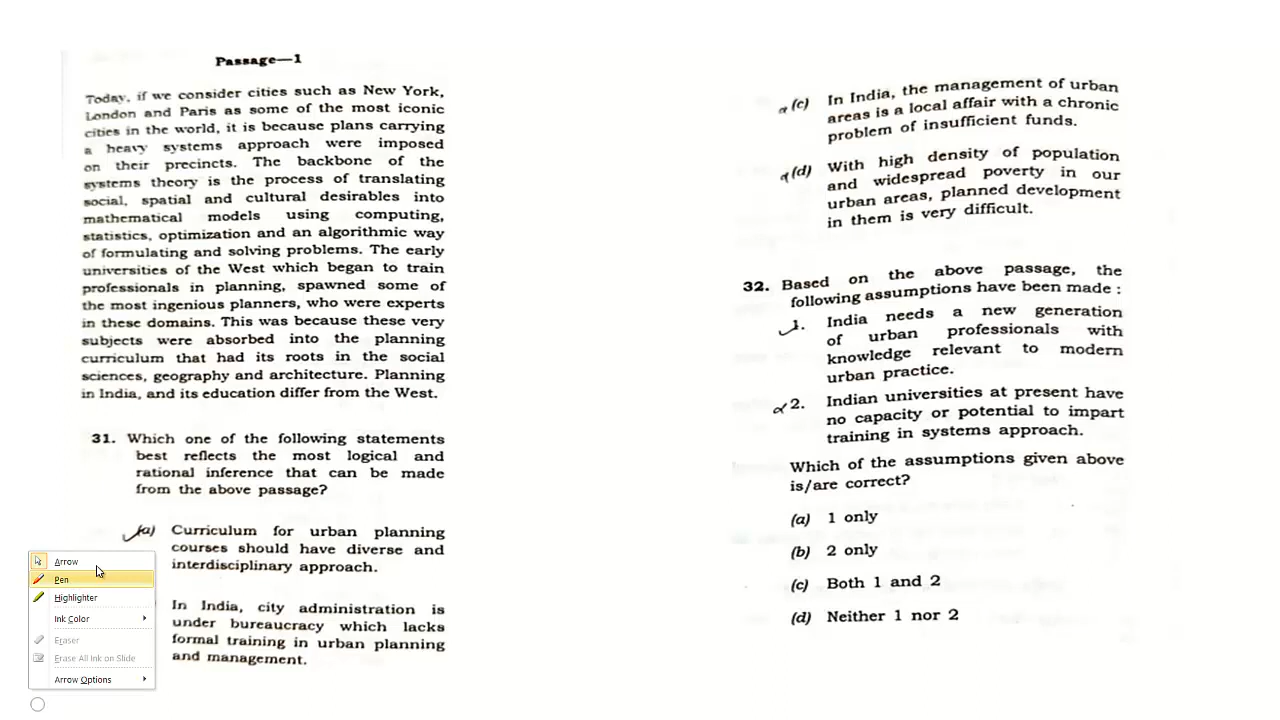 Passage—1
Today, if we consider cities such as New York,
London and Paris as some of the most iconic
cities in the world, it is because plans carrying
a heavy systems approach were imposed
on their precincts. The backbone of the
systems theory is the process of translating
social, spatial and cultural desirables into
mathematical models using computing,
statistics, optimization and an algorithmic way
of formulating and solving problems. The early
universities of the West which began to train
professionals in planning, spawned some of
the most ingenious planners, who were experts
in these domains. This was because these very
subjects were absorbed into the planning
curriculum that had its roots in the social
sciences, geography and architecture. Planning
in India, and its education differ from the West.
31. Which one of the following statements
best reflects the most logical and
rational inference that can be made
from the above passage?
(a) Curriculum for urban planning
courses should have diverse and
interdisciplinary approach.
In India, city administration is
under bureaucracy which lacks
formal training in urban planning
and management.
Arrow
Pen
Highlighter
Ink Color
Eraser
Erase All Ink on Slide
Arrow Options
(c) In India, the management of urban
areas is a local affair with a chronic
problem of insufficient funds.
(d) With high density of population
and widespread poverty in our
urban areas, planned development
in them is very difficult.
32. Based on the above passage, the
following assumptions have been made :
1. India needs a new generation
of urban professionals with
knowledge relevant to modern
urban practice.
2. Indian universities at present have
no capacity or potential to impart
training in systems approach.
Which of the assumptions given above
is/are correct?
(a) 1 only
(b) 2 only
(c) Both 1 and 2
(d) Neither 1 nor 2